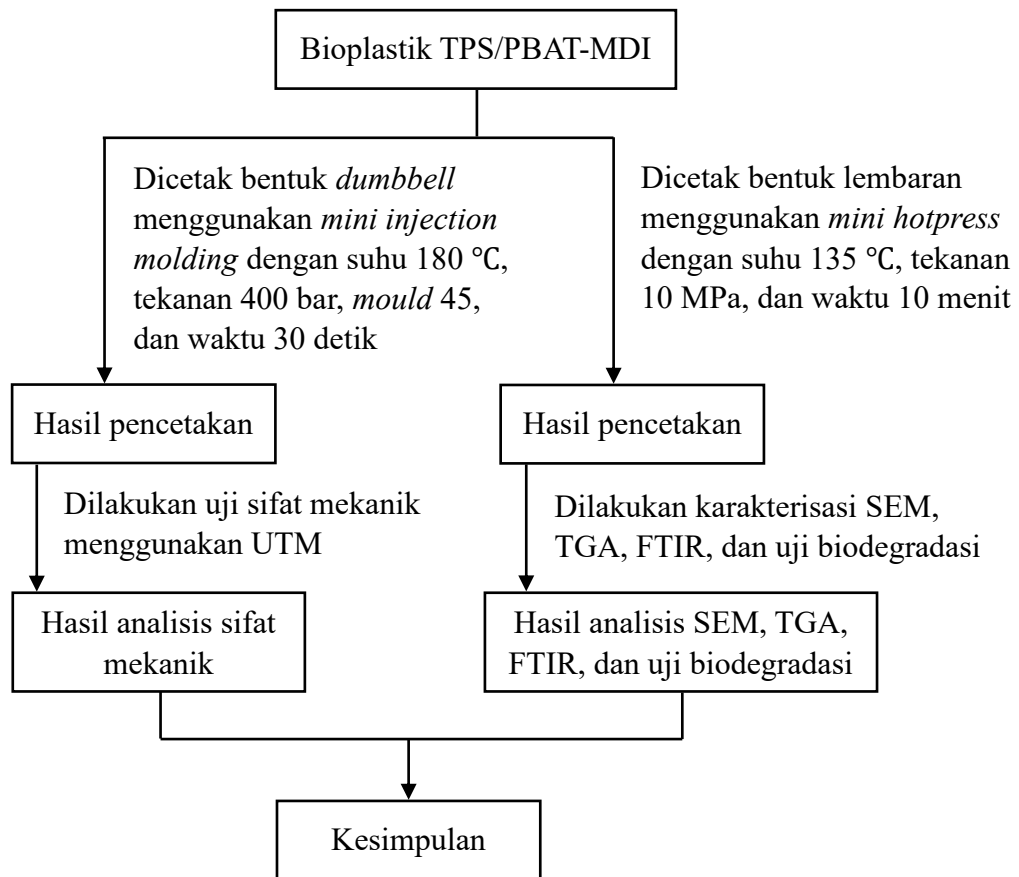 Bioplastik TPS/PBAT-MDI
Dicetak bentuk dumbbell
menggunakan mini injection
molding dengan suhu 180 ℃,
tekanan 400 bar, mould 45,
dan waktu 30 detik
Dicetak bentuk lembaran
menggunakan mini hotpress
dengan suhu 135 ℃, tekanan
10 MPa, dan waktu 10 menit
Hasil pencetakan
Hasil pencetakan
Dilakukan uji sifat mekanik
menggunakan UTM
Dilakukan karakterisasi SEM,
TGA, FTIR, dan uji biodegradasi
Hasil analisis sifat
mekanik
Hasil analisis SEM, TGA,
FTIR, dan uji biodegradasi
Kesimpulan